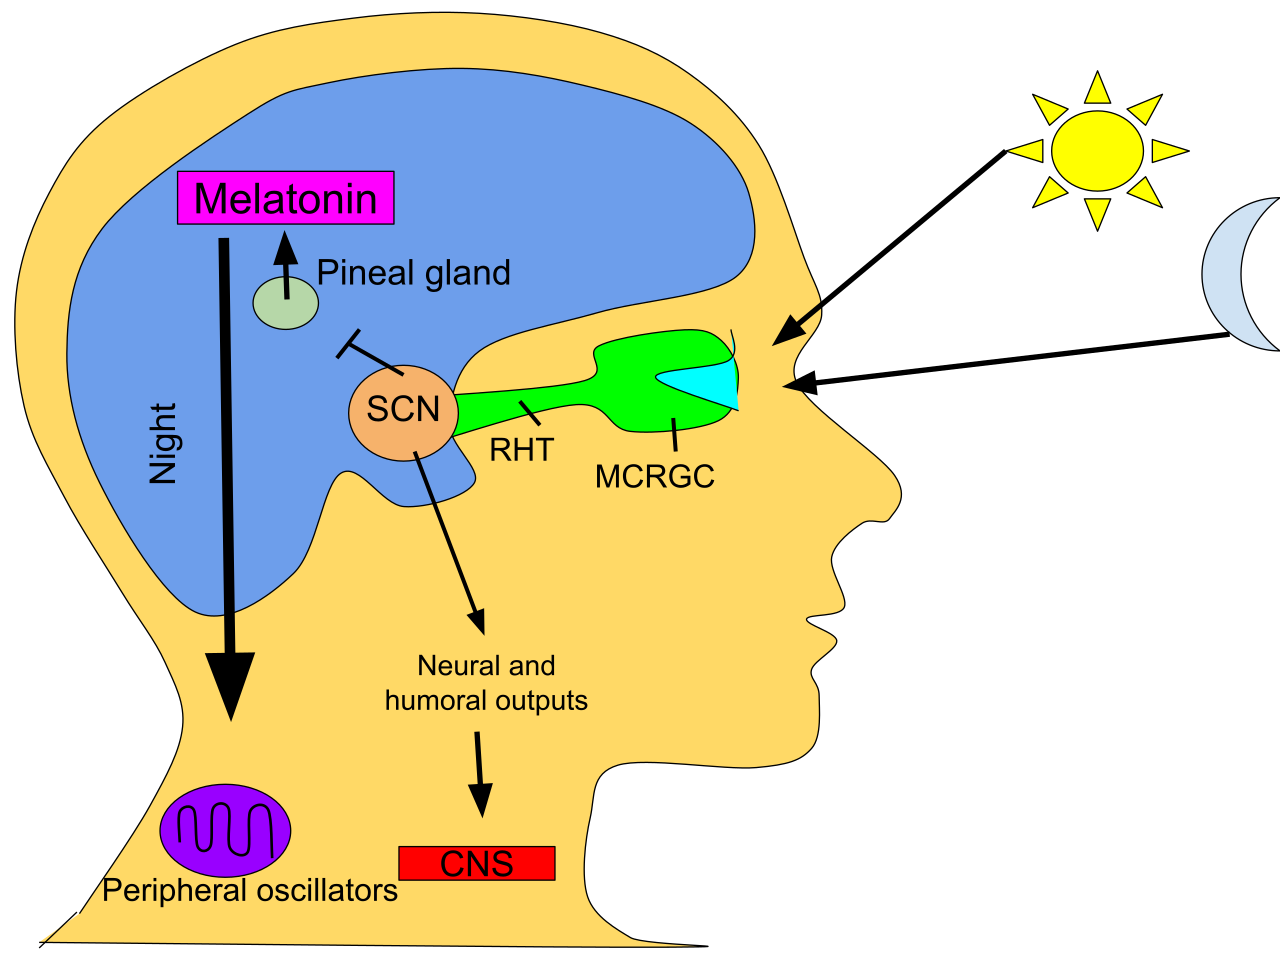 Melatonin
Pineal gland
SCN
Night
RHT
MCRGC
Neural and
humoral outputs
CNS
Peripheral oscillators